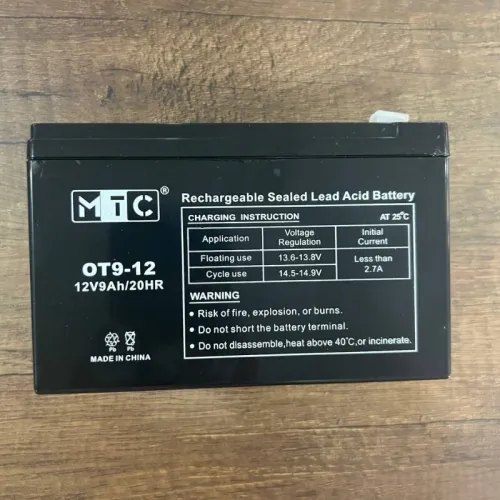 MTC®
OT9-12
12V9Ah/20HR
Pb Pb
MADE IN CHINA
Rechargeable Sealed Lead Acid Battery
CHARGING INSTRUCTION AT 25°C
Application Voltage Regulation Initial Current
Floating use 13.6-13.8V Less than 2.7A
Cycle use 14.5-14.9V
WARNING
• Risk of fire, explosion, or burns.
• Do not short the battery terminal.
• Do not disassemble,heat above 40°C,or incinerate.